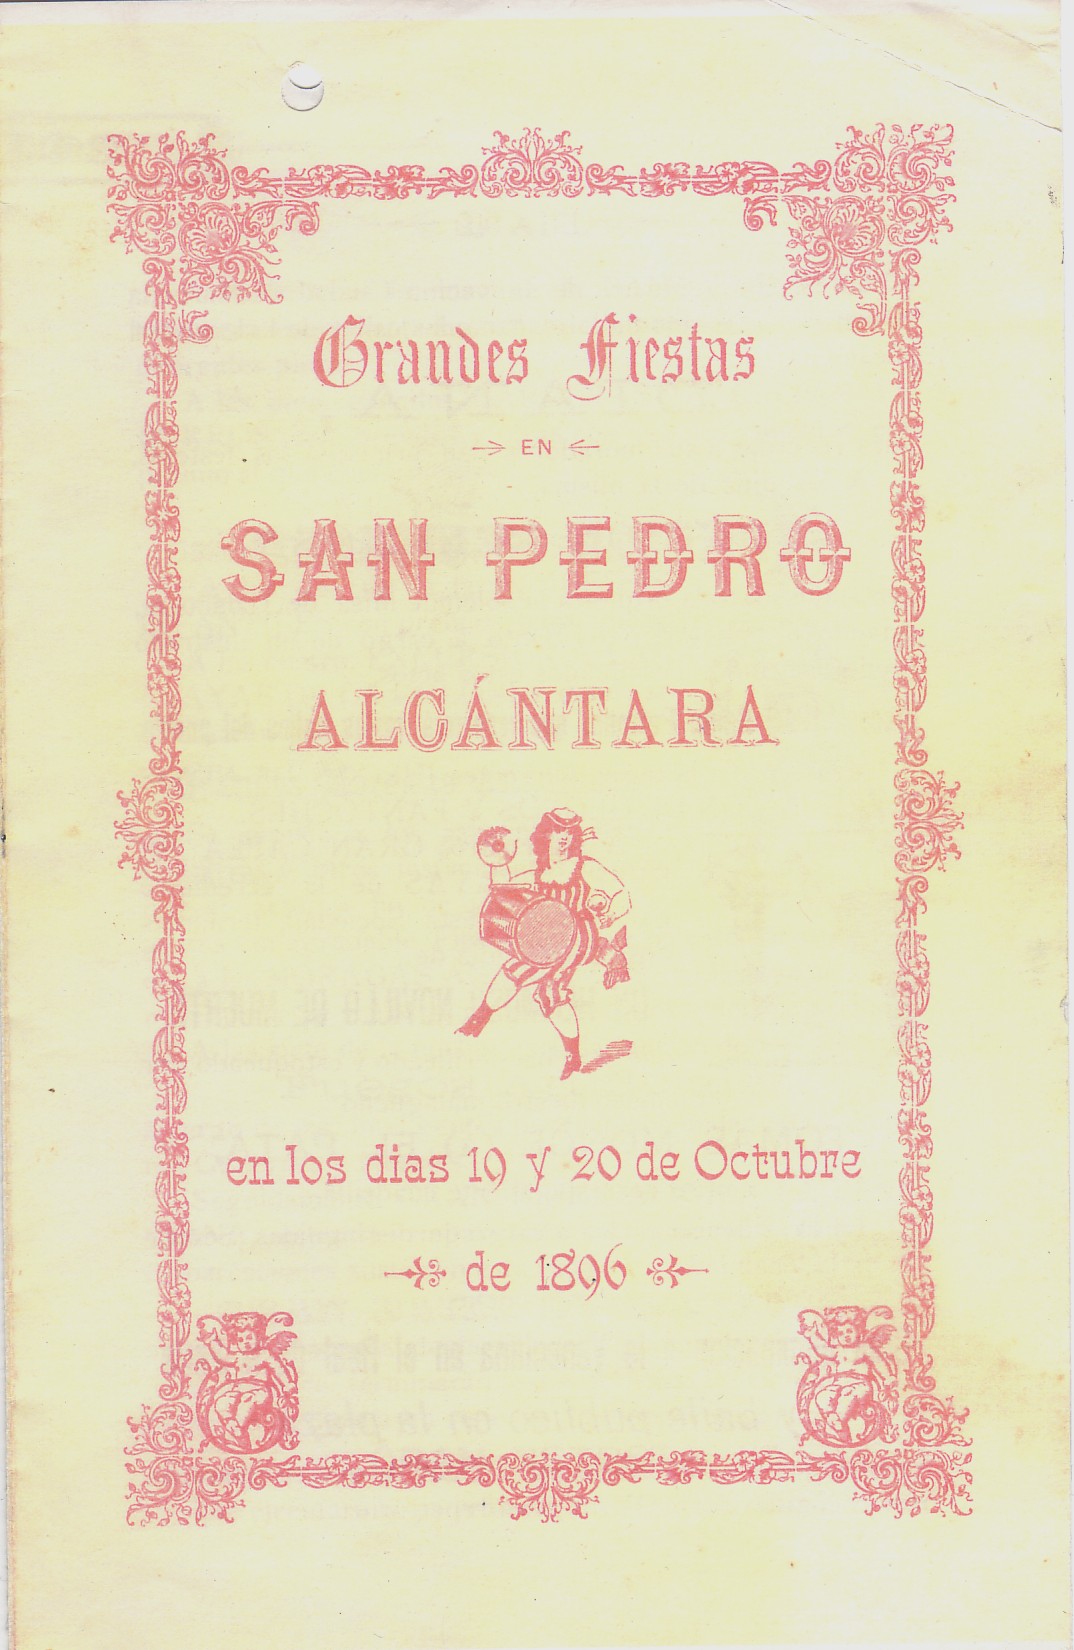 Grandes Fiestas
EN
SAN PEDRO
ALCÁNTARA
en los dias 19 y 20 de Octubre
de 1896